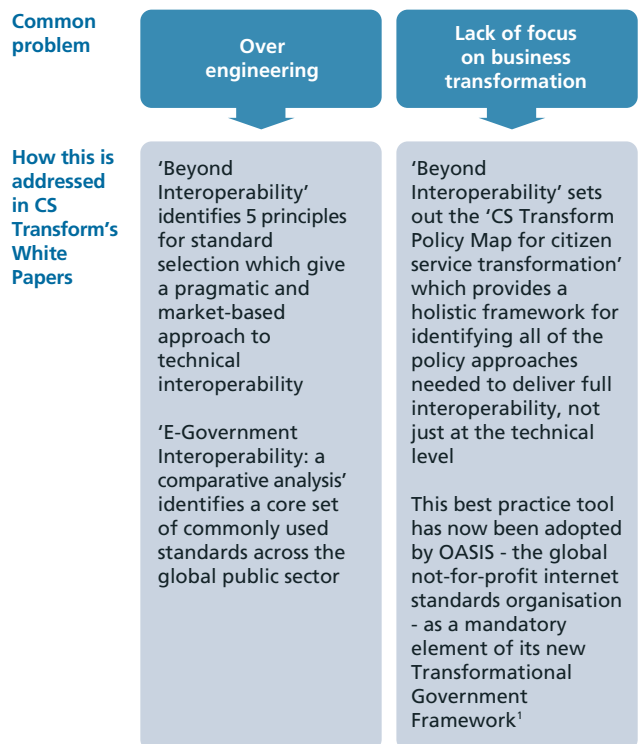 Common
problem
Over
engineering
Lack of focus
on business
transformation
How this is
addressed
in CS
Transform’s
White
Papers
‘Beyond
Interoperability’
identifies 5 principles
for standard
selection which give
a pragmatic and
market-based
approach to
technical
interoperability
‘E-Government
Interoperability: a
comparative analysis’
identifies a core set
of commonly used
standards across the
global public sector
‘Beyond
Interoperability’ sets
out the ‘CS Transform
Policy Map for citizen
service transformation’
which provides a
holistic framework for
identifying all of the
policy approaches
needed to deliver full
interoperability, not
just at the technical
level
This best practice tool
has now been adopted
by OASIS - the global
not-for-profit internet
standards organisation
- as a mandatory
element of its new
Transformational
Government
Framework¹